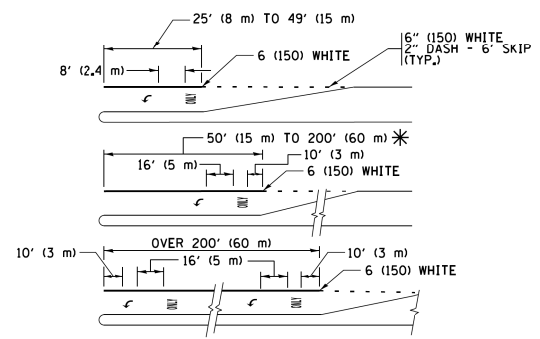 25' (8 m) TO 49' (15 m)
6" (150) WHITE
2" DASH - 6' SKIP
(TYP.)
8' (2.4 m)
6 (150) WHITE
ONLY
50' (15 m) TO 200' (60 m) *
16' (5 m)
10' (3 m)
6 (150) WHITE
ONLY
OVER 200' (60 m)
10' (3 m)
16' (5 m)
10' (3 m)
6 (150) WHITE
ONLY
ONLY